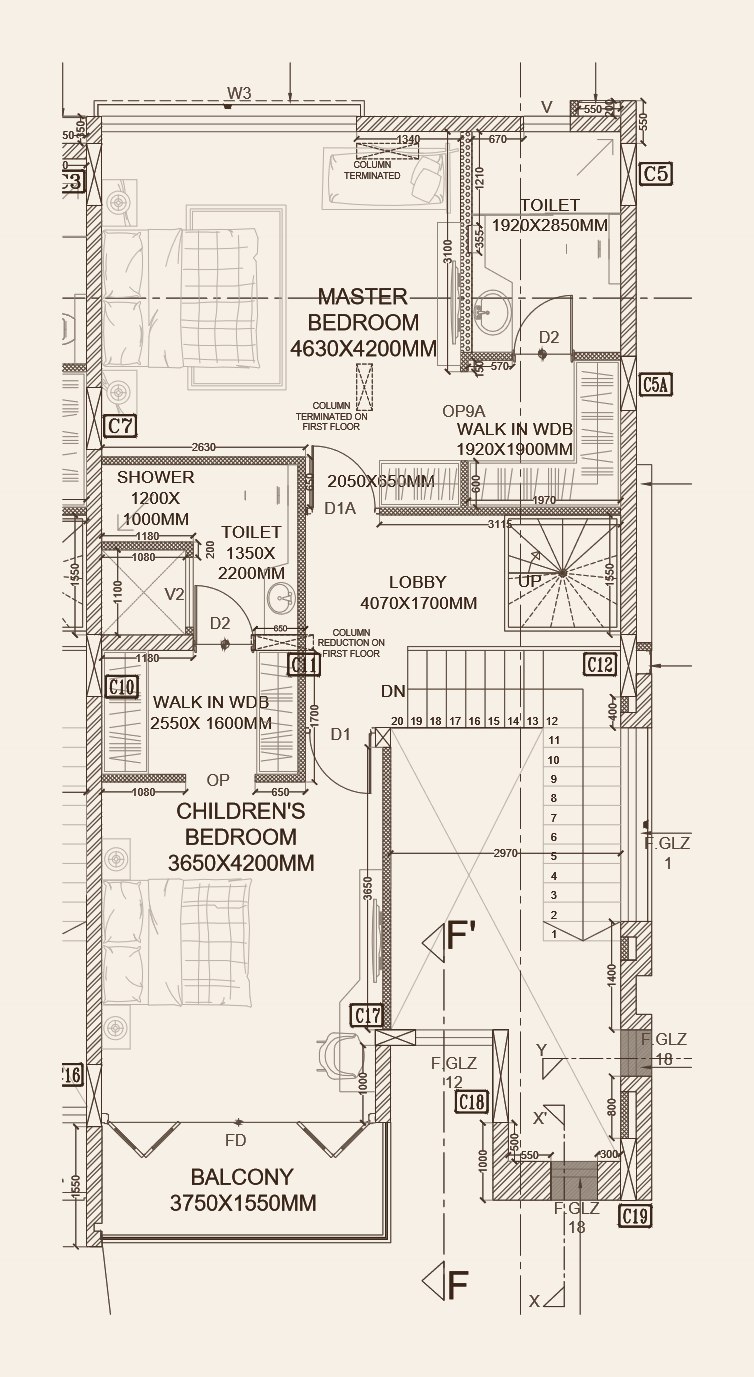 W3
V
550
200
550
350
50
1340
670
C3
COLUMN
TERMINATED
C5
1210
TOILET
1920X2850MM
355
3100
MASTER
BEDROOM
4630X4200MM
D2
150
570
C5A
COLUMN
TERMINATED ON
FIRST FLOOR
OP9A
C7
WALK IN WDB
1920X1900MM
2630
SHOWER
1200X
1000MM
650
2050X650MM
600
1970
D1A
3115
1180
TOILET
1350X
2200MM
200
1080
1550
1100
V2
LOBBY
4070X1700MM
UP
1550
D2
650
COLUMN
REDUCTION ON
FIRST FLOOR
1180
C11
C12
C10
WALK IN WDB
2550X 1600MM
DN
1700
400
D1
20 19 18 17 16 15 14 13 12
11
10
9
8
7
6
5
4
3
2
1
OP
1080
650
CHILDREN'S
BEDROOM
3650X4200MM
2970
F.GLZ
1
3650
F'
1400
C17
F.GLZ
18
Y
F.GLZ
12
C16
1000
C18
X'
800
FD
500
1000
550
300
BALCONY
3750X1550MM
1550
F.GLZ
18
C19
F
X